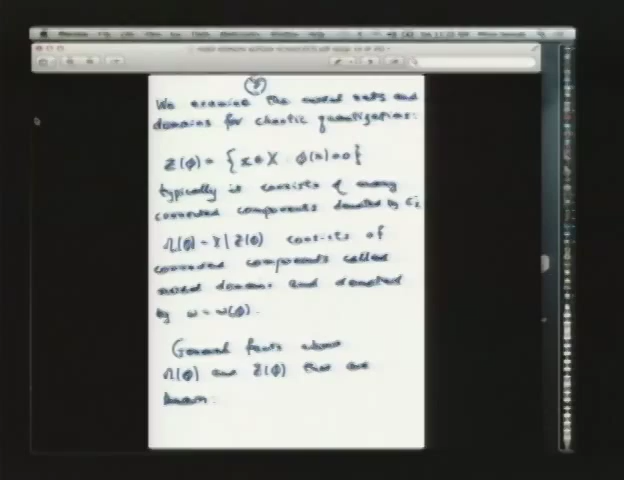 We examine the nodal sets and
domains for chaotic quantizations:
Z(φ) = { x ∈ X : φ(x) = 0 }
typically it consists of many
connected components denoted by C_i
Ω(φ) = X \ Z(φ) consists of
connected components called
nodal domains and denoted
by ω = ω(φ).
General facts about
Ω(φ) and Z(φ) that are
known: